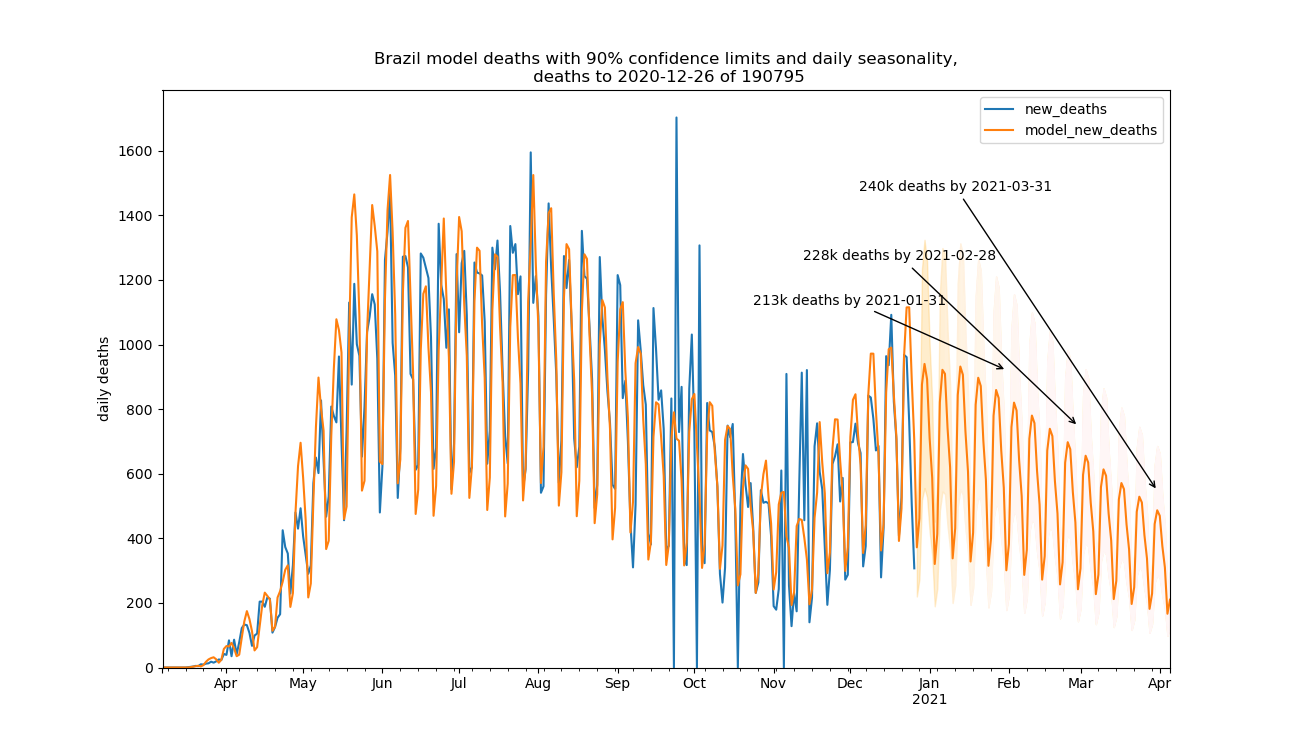 Brazil model deaths with 90% confidence limits and daily seasonality,
deaths to 2020-12-26 of 190795
new_deaths
model_new_deaths
240k deaths by 2021-03-31
228k deaths by 2021-02-28
213k deaths by 2021-01-31
daily deaths
1600
1400
1200
1000
800
600
400
200
0
Apr May Jun Jul Aug Sep Oct Nov Dec Jan Feb Mar Apr
2021